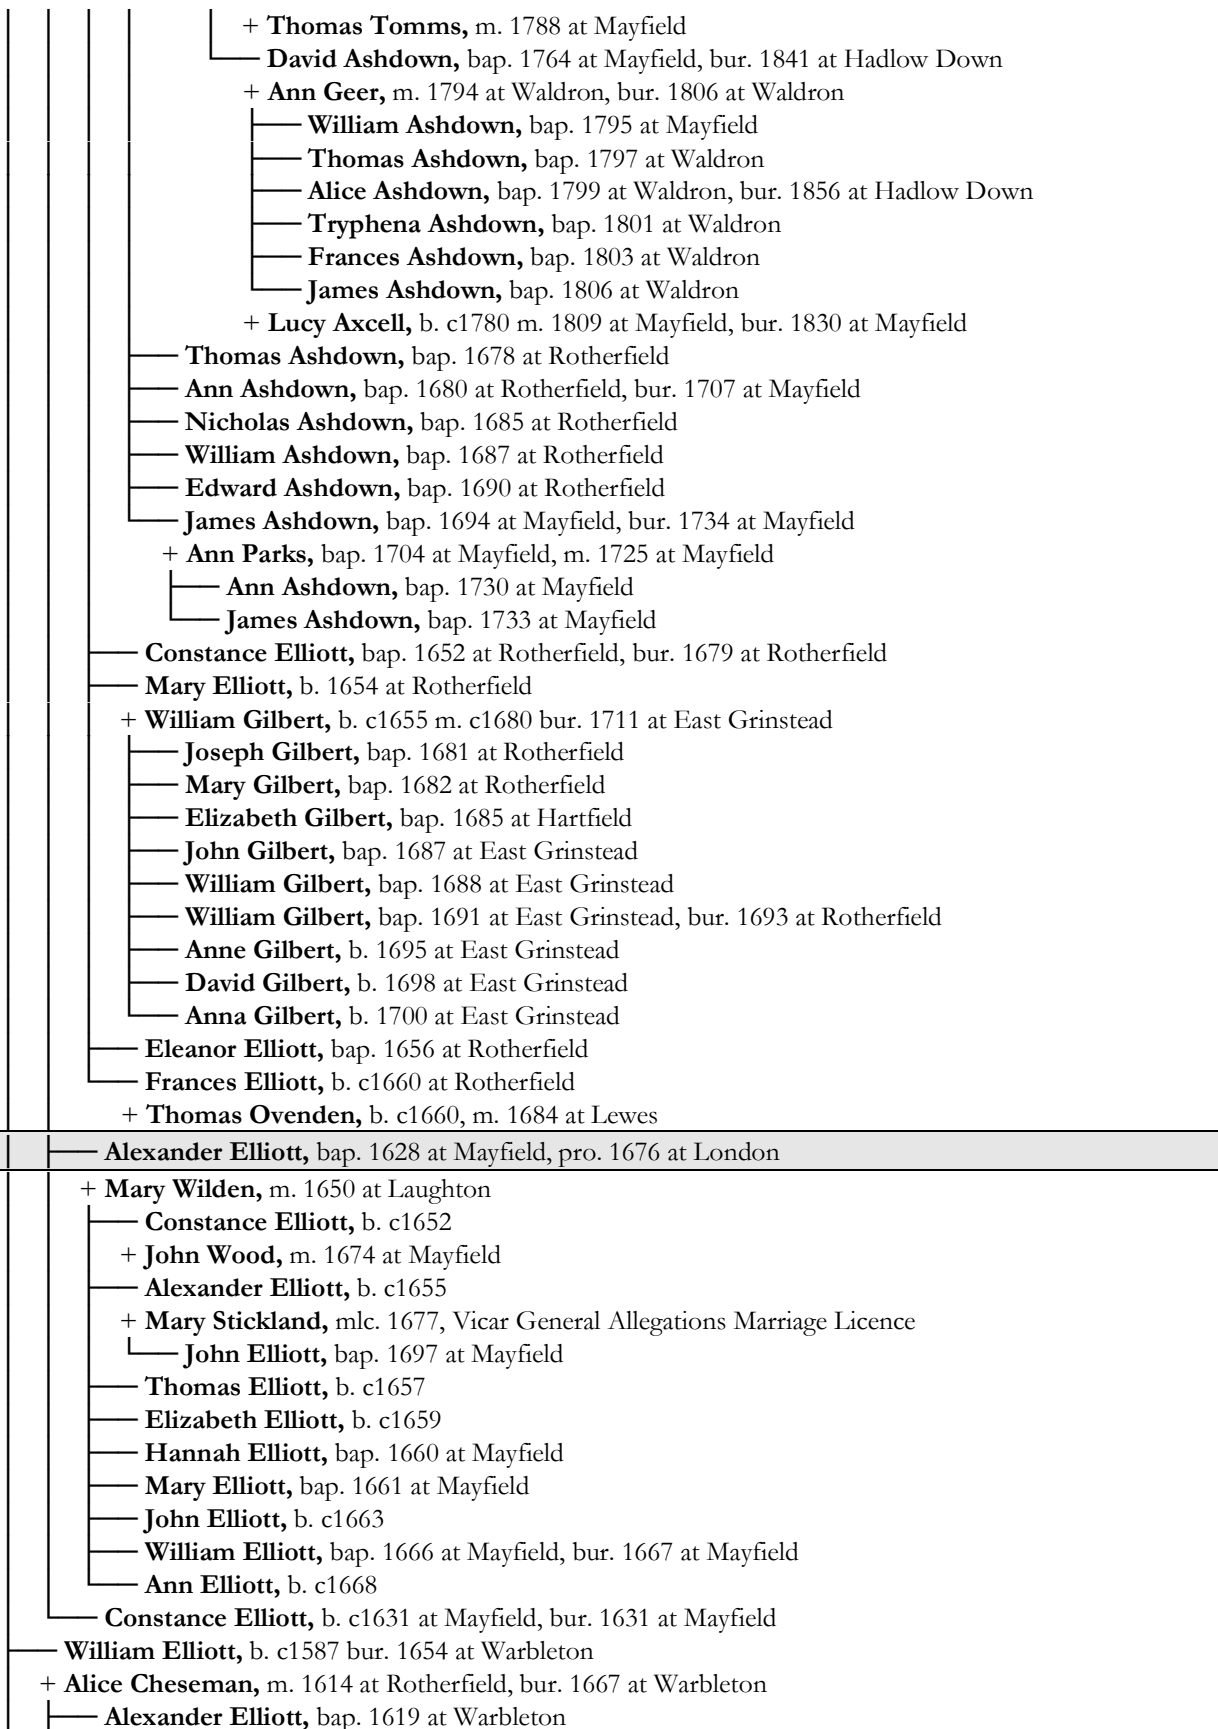 + Thomas Tomms, m. 1788 at Mayfield
David Ashdown, bap. 1764 at Mayfield, bur. 1841 at Hadlow Down
+ Ann Geer, m. 1794 at Waldron, bur. 1806 at Waldron
William Ashdown, bap. 1795 at Mayfield
Thomas Ashdown, bap. 1797 at Waldron
Alice Ashdown, bap. 1799 at Waldron, bur. 1856 at Hadlow Down
Tryphena Ashdown, bap. 1801 at Waldron
Frances Ashdown, bap. 1803 at Waldron
James Ashdown, bap. 1806 at Waldron
+ Lucy Axcell, b. c1780 m. 1809 at Mayfield, bur. 1830 at Mayfield
Thomas Ashdown, bap. 1678 at Rotherfield
Ann Ashdown, bap. 1680 at Rotherfield, bur. 1707 at Mayfield
Nicholas Ashdown, bap. 1685 at Rotherfield
William Ashdown, bap. 1687 at Rotherfield
Edward Ashdown, bap. 1690 at Rotherfield
James Ashdown, bap. 1694 at Mayfield, bur. 1734 at Mayfield
+ Ann Parks, bap. 1704 at Mayfield, m. 1725 at Mayfield
Ann Ashdown, bap. 1730 at Mayfield
James Ashdown, bap. 1733 at Mayfield
Constance Elliott, bap. 1652 at Rotherfield, bur. 1679 at Rotherfield
Mary Elliott, b. 1654 at Rotherfield
+ William Gilbert, b. c1655 m. c1680 bur. 1711 at East Grinstead
Joseph Gilbert, bap. 1681 at Rotherfield
Mary Gilbert, bap. 1682 at Rotherfield
Elizabeth Gilbert, bap. 1685 at Hartfield
John Gilbert, bap. 1687 at East Grinstead
William Gilbert, bap. 1688 at East Grinstead
William Gilbert, bap. 1691 at East Grinstead, bur. 1693 at Rotherfield
Anne Gilbert, b. 1695 at East Grinstead
David Gilbert, b. 1698 at East Grinstead
Anna Gilbert, b. 1700 at East Grinstead
Eleanor Elliott, bap. 1656 at Rotherfield
Frances Elliott, b. c1660 at Rotherfield
+ Thomas Ovenden, b. c1660, m. 1684 at Lewes
Alexander Elliott, bap. 1628 at Mayfield, pro. 1676 at London
+ Mary Wilden, m. 1650 at Laughton
Constance Elliott, b. c1652
+ John Wood, m. 1674 at Mayfield
Alexander Elliott, b. c1655
+ Mary Stickland, mlc. 1677, Vicar General Allegations Marriage Licence
John Elliott, bap. 1697 at Mayfield
Thomas Elliott, b. c1657
Elizabeth Elliott, b. c1659
Hannah Elliott, bap. 1660 at Mayfield
Mary Elliott, bap. 1661 at Mayfield
John Elliott, b. c1663
William Elliott, bap. 1666 at Mayfield, bur. 1667 at Mayfield
Ann Elliott, b. c1668
Constance Elliott, b. c1631 at Mayfield, bur. 1631 at Mayfield
William Elliott, b. c1587 bur. 1654 at Warbleton
+ Alice Cheseman, m. 1614 at Rotherfield, bur. 1667 at Warbleton
Alexander Elliott, bap. 1619 at Warbleton